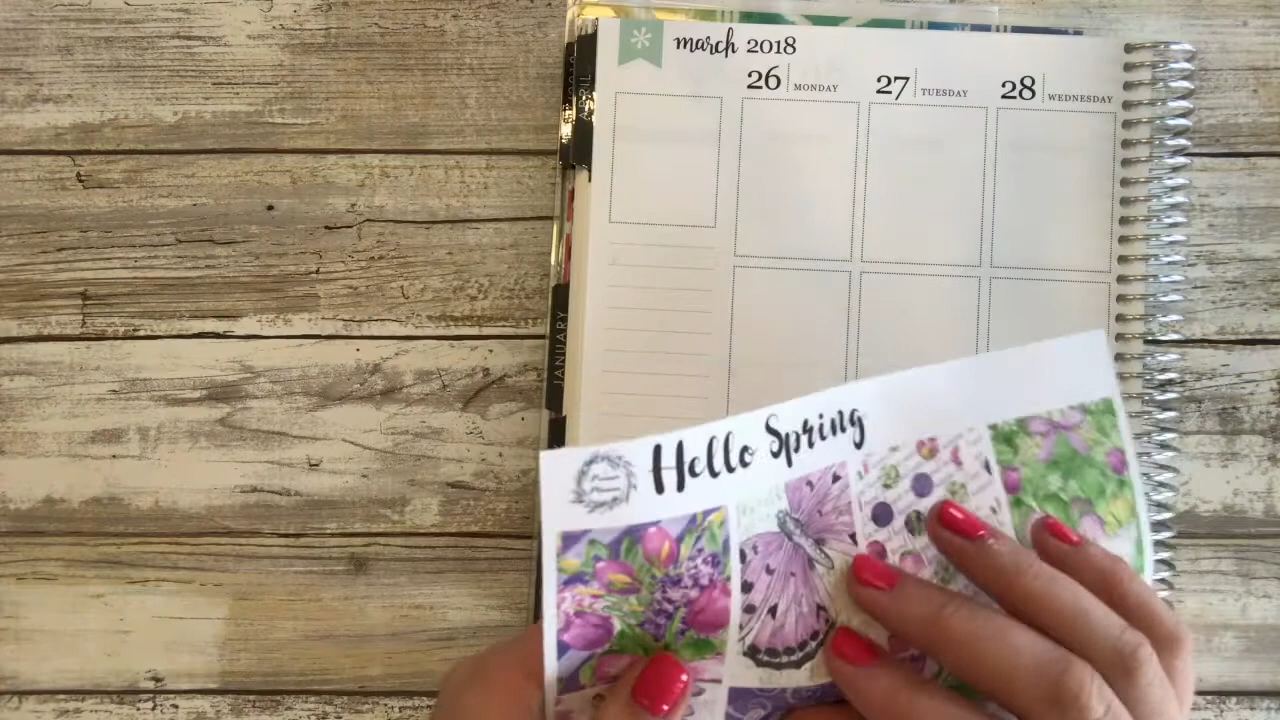 march 2018
26 MONDAY
27 TUESDAY
28 WEDNESDAY
APRIL
JANUARY
Hello Spring